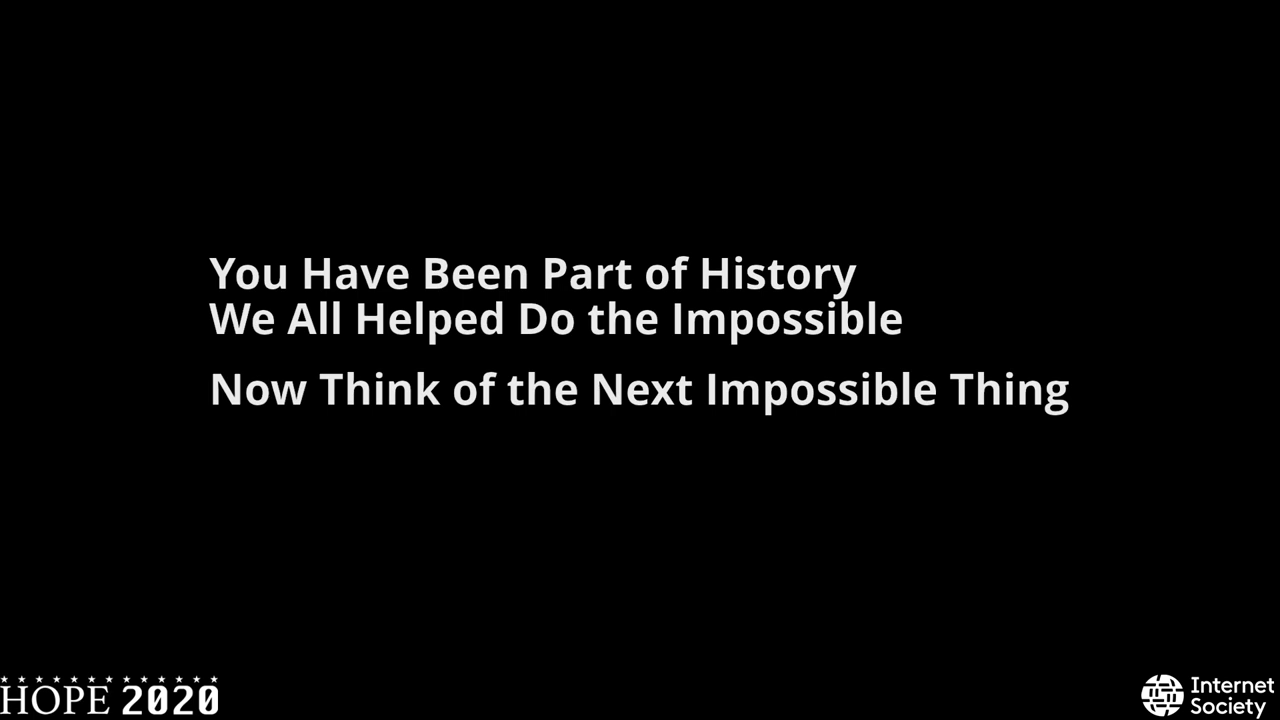 You Have Been Part of History
We All Helped Do the Impossible
Now Think of the Next Impossible Thing
HOPE 2020
Internet
Society